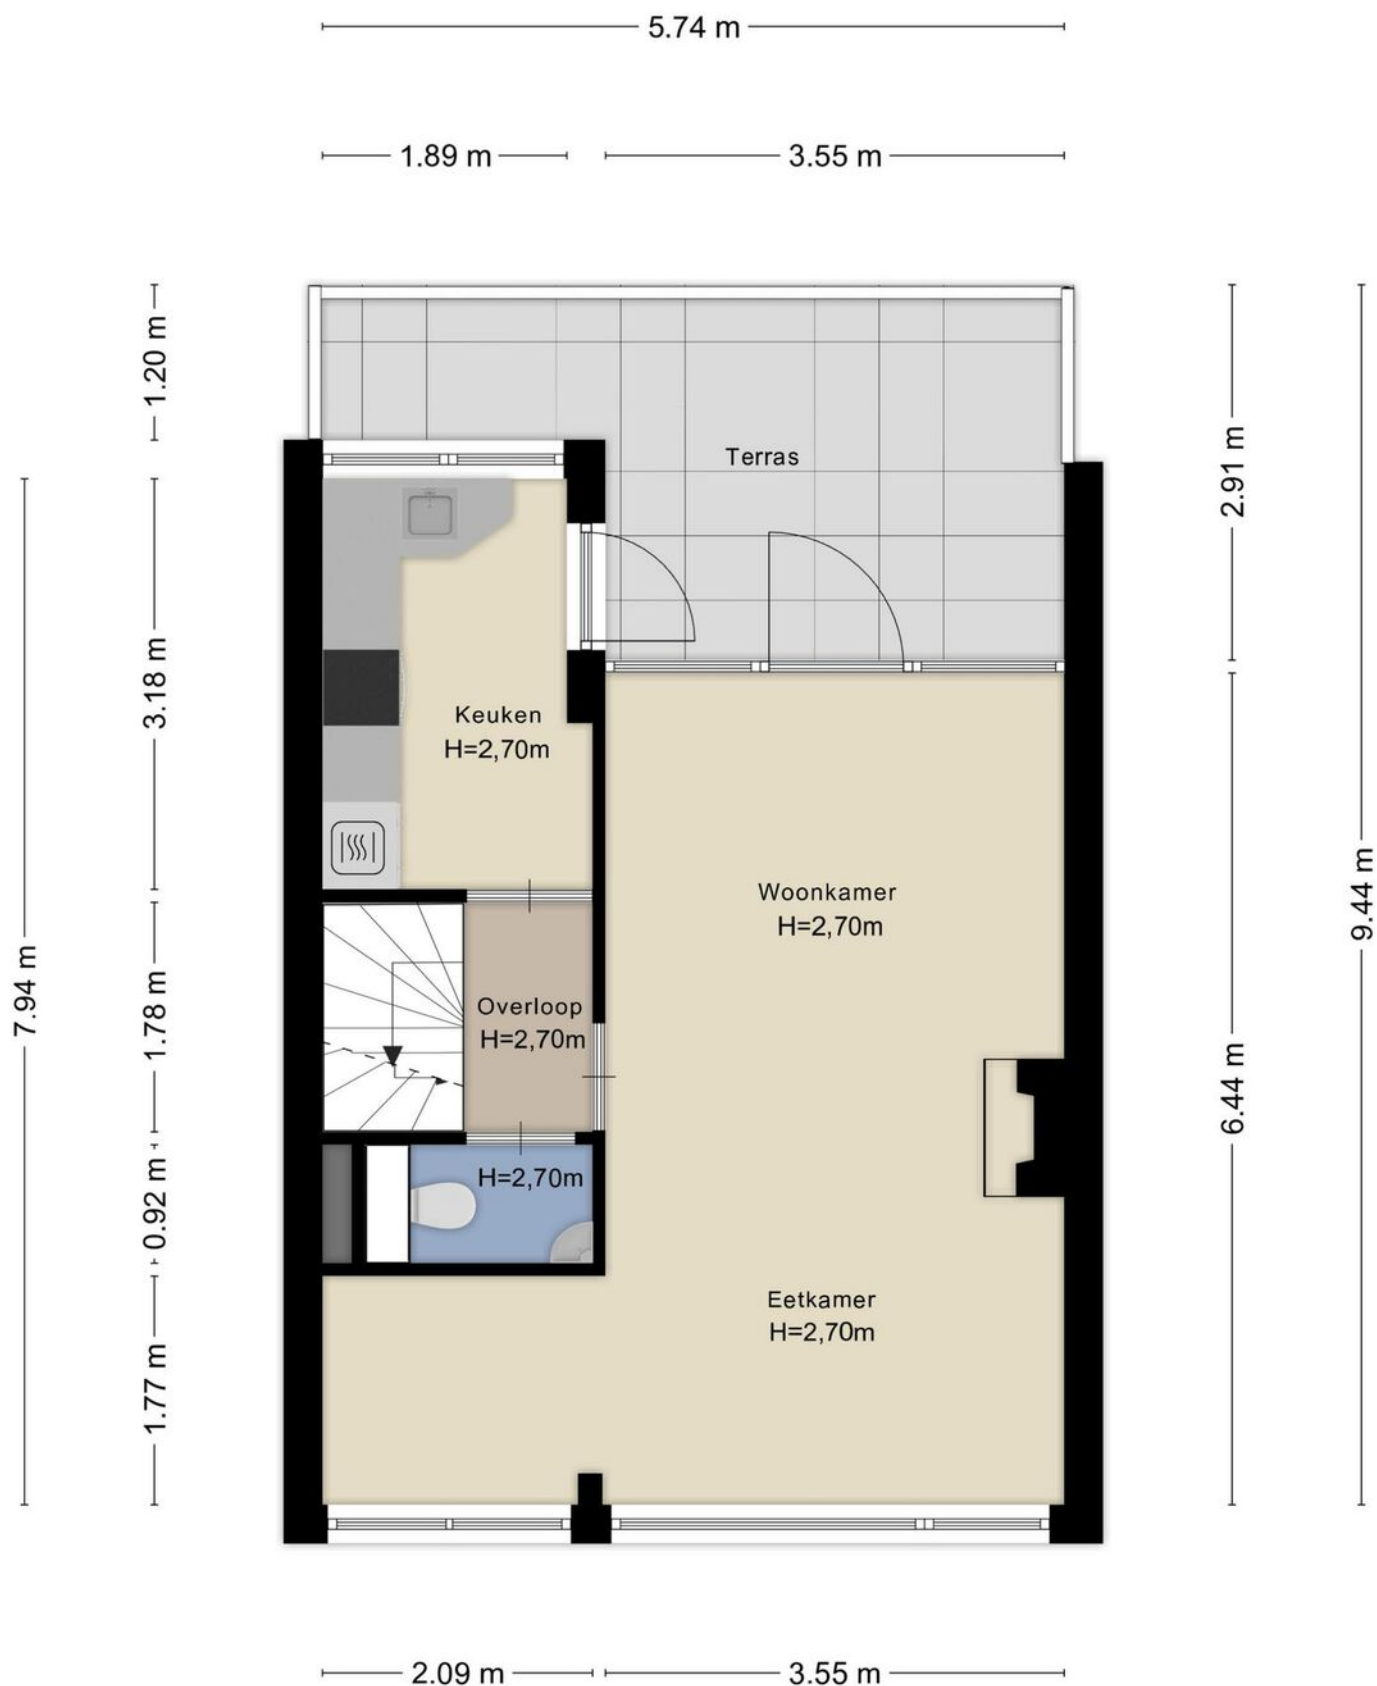 5.74 m
1.89 m
3.55 m
1.20 m
2.91 m
Terras
3.18 m
Keuken
H=2,70m
Woonkamer
H=2,70m
9.44 m
7.94 m
1.78 m
Overloop
H=2,70m
6.44 m
0.92 m
H=2,70m
Eetkamer
H=2,70m
1.77 m
2.09 m
3.55 m